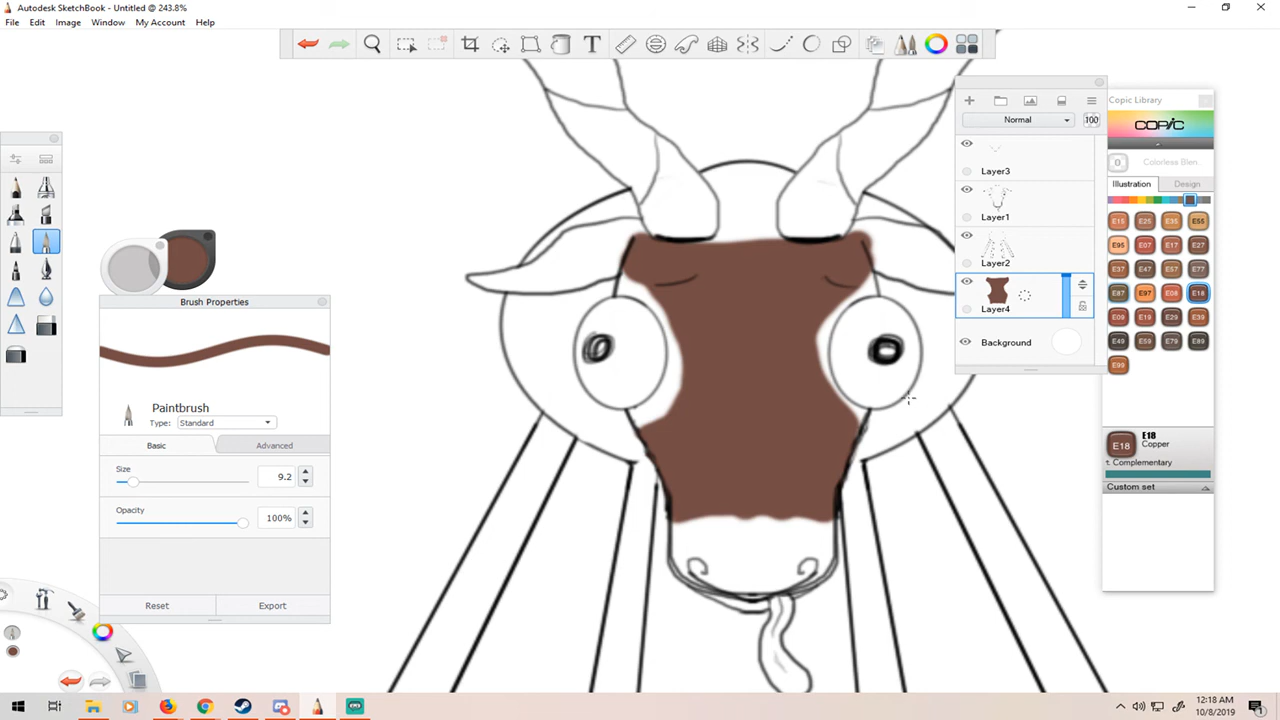 Autodesk SketchBook - Untitled @ 243.8%
File Edit Image Window My Account Help
T
Normal 100
Layer3
Layer1
Layer2
Layer4
Background
Copic Library
COPIC
0 Colorless Blen
Illustration Design
E15 E25 E35 E55
E95 E07 E17 E27
E37 E47 E57 E77
E87 E97 E08 E18
E09 E19 E29 E39
E49 E59 E79 E89
E99
E18
E18
Copper
t. Complementary
Custom set
Brush Properties
Paintbrush
Type: Standard
Basic Advanced
Size
9.2
Opacity
100%
Reset Export
12:18 AM
10/8/2019
1